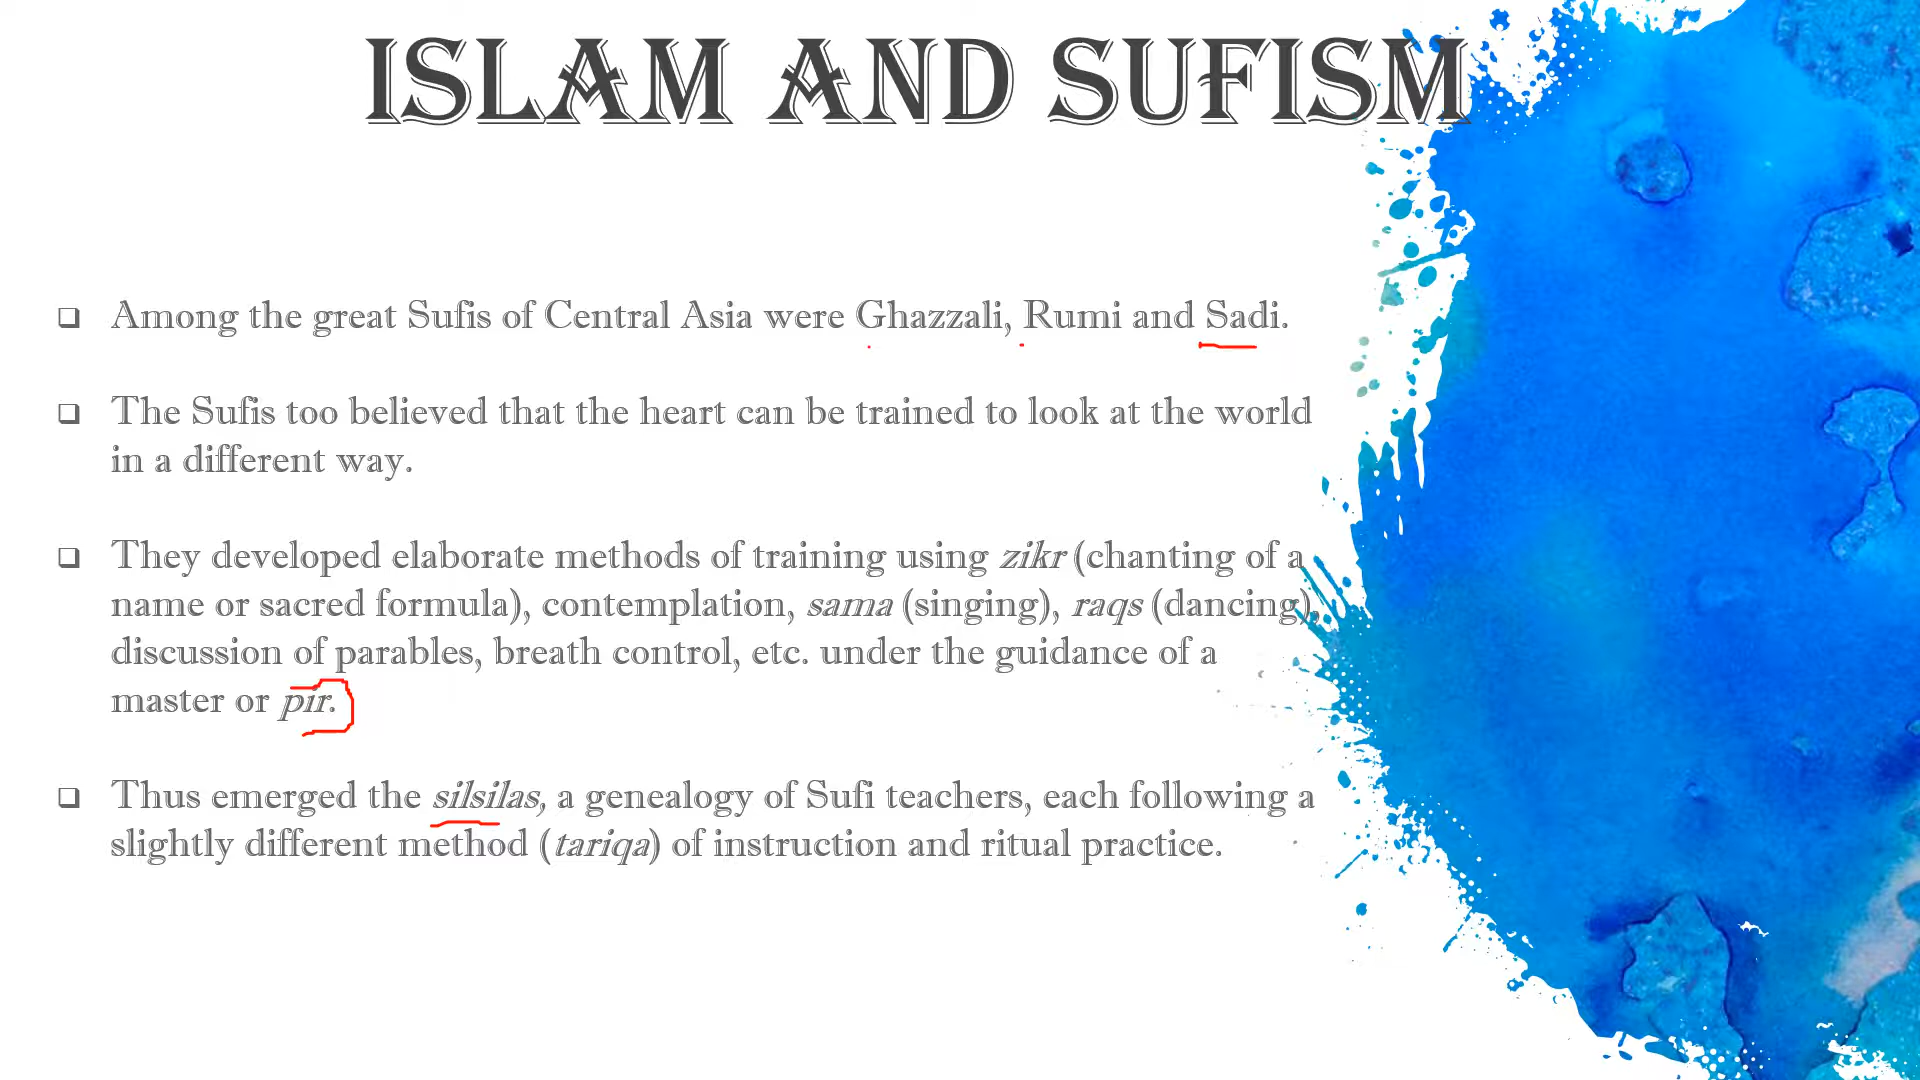 ISLAM AND SUFISM
Among the great Sufis of Central Asia were Ghazzali, Rumi and Sadi.
The Sufis too believed that the heart can be trained to look at the world
in a different way.
They developed elaborate methods of training using zikr (chanting of a
name or sacred formula), contemplation, sama (singing), raqs (dancing),
discussion of parables, breath control, etc. under the guidance of a
master or pir.
Thus emerged the silsilas, a genealogy of Sufi teachers, each following a
slightly different method (tariqa) of instruction and ritual practice.